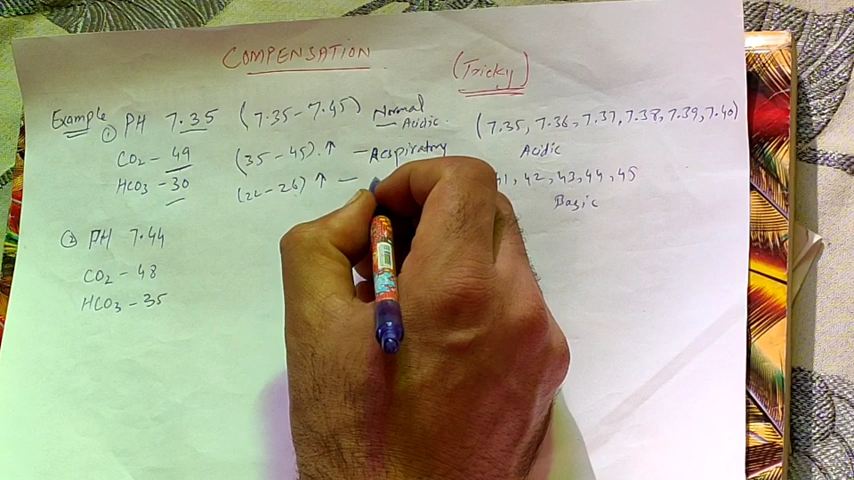 COMPENSATION (Tricky)
Example ① PH 7.35 (7.35-7.45) Normal Acidic. (7.35, 7.36, 7.37, 7.38, 7.39, 7.40)
CO2 - 49 (35-45) ↑ - Respiratory Acidic
HCO3 - 30 (22-26) ↑ - 41, 42, 43, 44, 45
Basic
② PH 7.44
CO2 - 48
HCO3 - 35